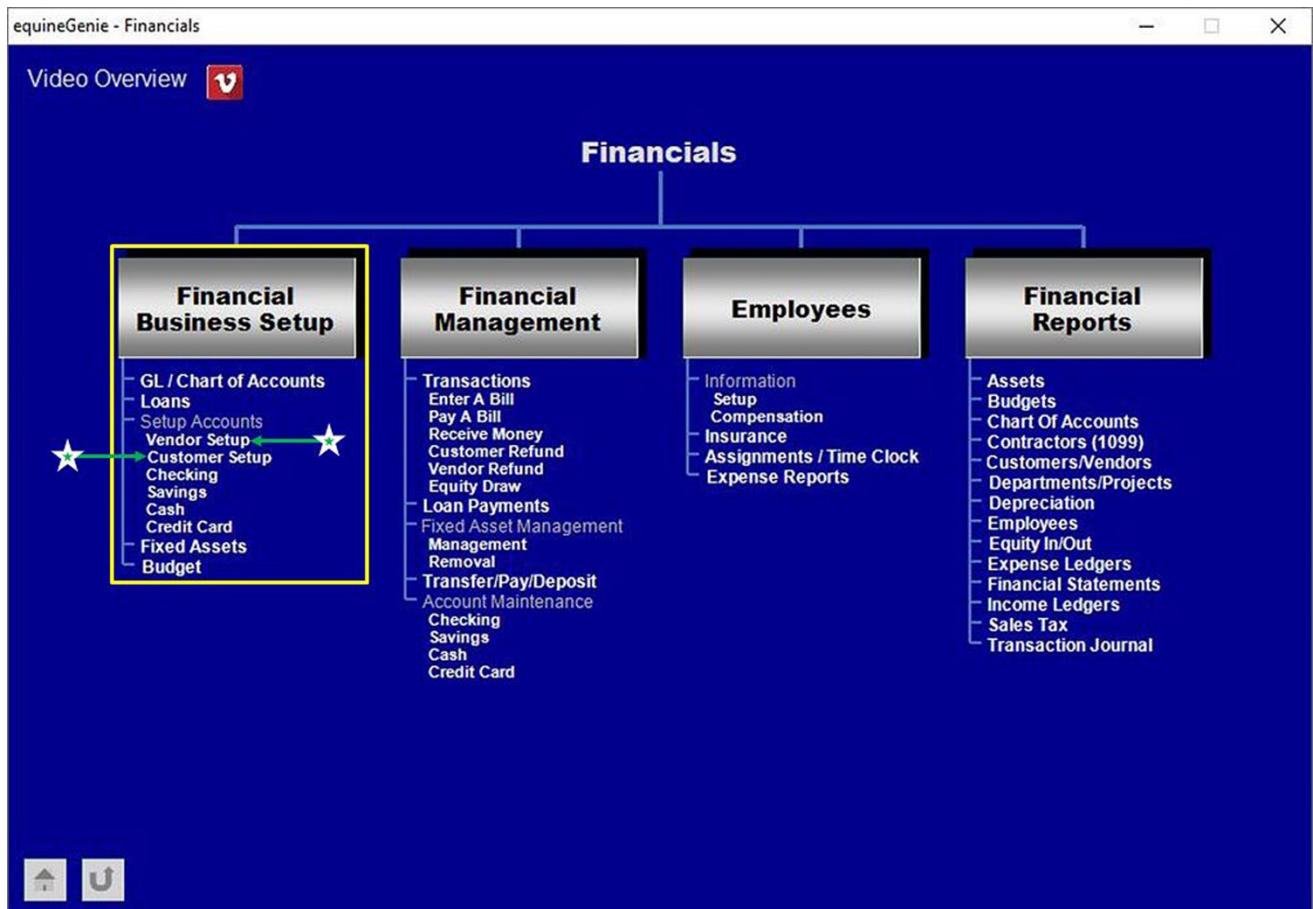 equineGenie - Financials
Video Overview
Financials
Financial
Business Setup
GL / Chart of Accounts
Loans
Setup Accounts
Vendor Setup
Customer Setup
Checking
Savings
Cash
Credit Card
Fixed Assets
Budget
Financial
Management
Transactions
Enter A Bill
Pay A Bill
Receive Money
Customer Refund
Vendor Refund
Equity Draw
Loan Payments
Fixed Asset Management
Management
Removal
Transfer/Pay/Deposit
Account Maintenance
Checking
Savings
Cash
Credit Card
Employees
Information
Setup
Compensation
Insurance
Assignments / Time Clock
Expense Reports
Financial
Reports
Assets
Budgets
Chart Of Accounts
Contractors (1099)
Customers/Vendors
Departments/Projects
Depreciation
Employees
Equity In/Out
Expense Ledgers
Financial Statements
Income Ledgers
Sales Tax
Transaction Journal